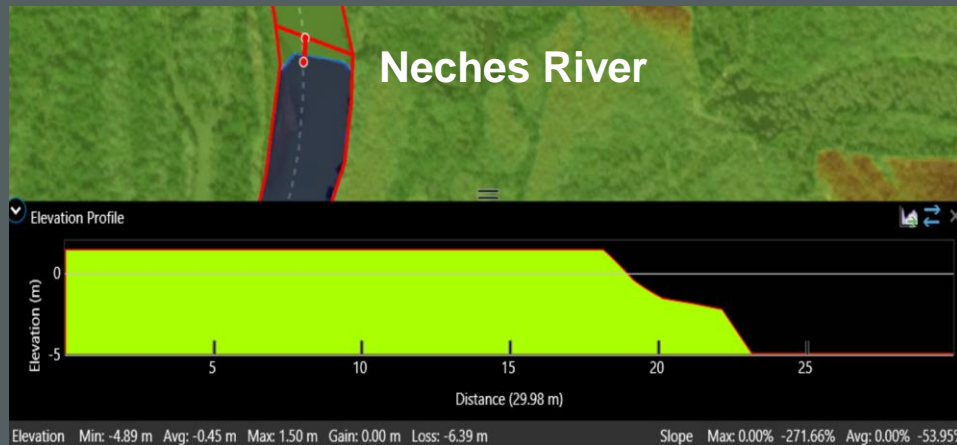 Neches River
Elevation Profile
Elevation (m)
0
-5
5
10
15
20
25
Distance (29.98 m)
Elevation Min: -4.89 m Avg: -0.45 m Max: 1.50 m Gain: 0.00 m Loss: -6.39 m Slope Max: 0.00% -271.66% Avg: 0.00% -53.95%